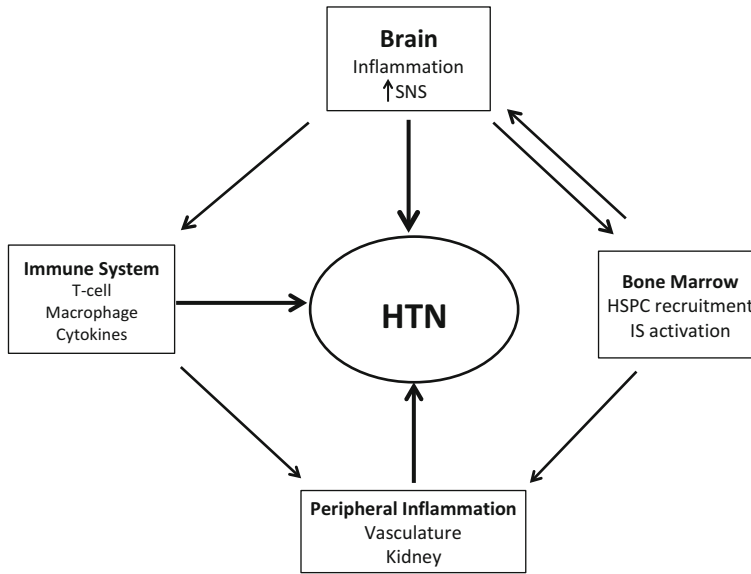 Brain
Inflammation
↑SNS
Immune System
T-cell
Macrophage
Cytokines
HTN
Bone Marrow
HSPC recruitment
IS activation
Peripheral Inflammation
Vasculature
Kidney